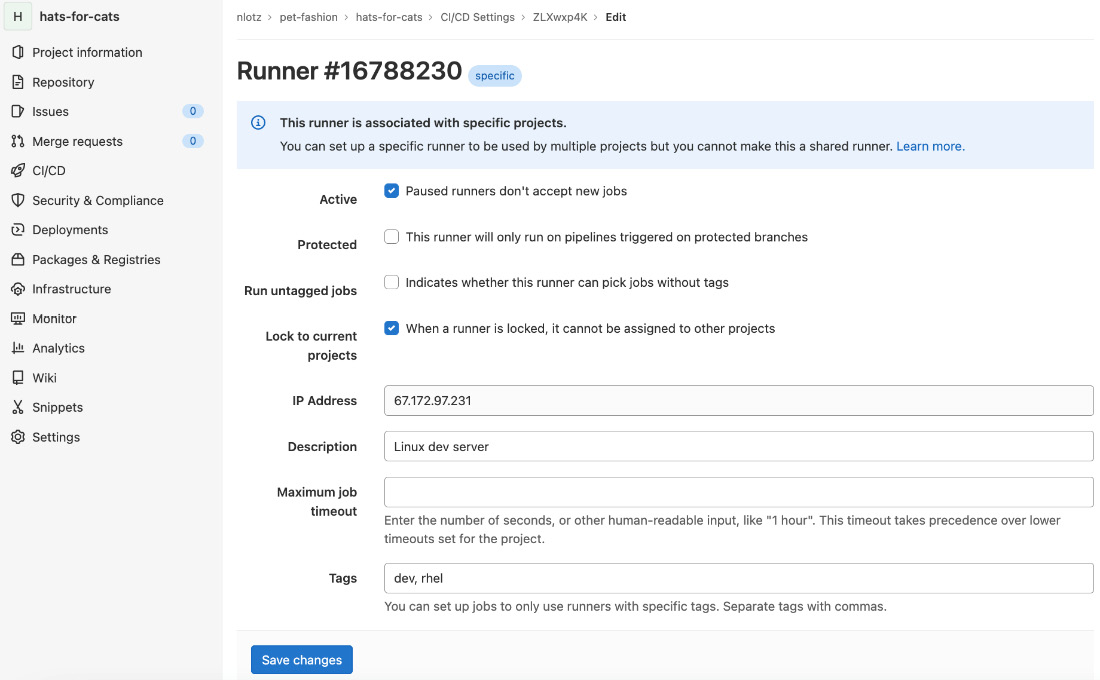 H hats-for-cats
Project information
Repository
Issues 0
Merge requests 0
CI/CD
Security & Compliance
Deployments
Packages & Registries
Infrastructure
Monitor
Analytics
Wiki
Snippets
Settings
nlotz > pet-fashion > hats-for-cats > CI/CD Settings > ZLXwxp4K > Edit
Runner #16788230 specific
This runner is associated with specific projects.
You can set up a specific runner to be used by multiple projects but you cannot make this a shared runner. Learn more.
Active Paused runners don't accept new jobs
Protected This runner will only run on pipelines triggered on protected branches
Run untagged jobs Indicates whether this runner can pick jobs without tags
Lock to current When a runner is locked, it cannot be assigned to other projects
projects
IP Address 67.172.97.231
Description Linux dev server
Maximum job
timeout
Enter the number of seconds, or other human-readable input, like "1 hour". This timeout takes precedence over lower
timeouts set for the project.
Tags dev, rhel
You can set up jobs to only use runners with specific tags. Separate tags with commas.
Save changes